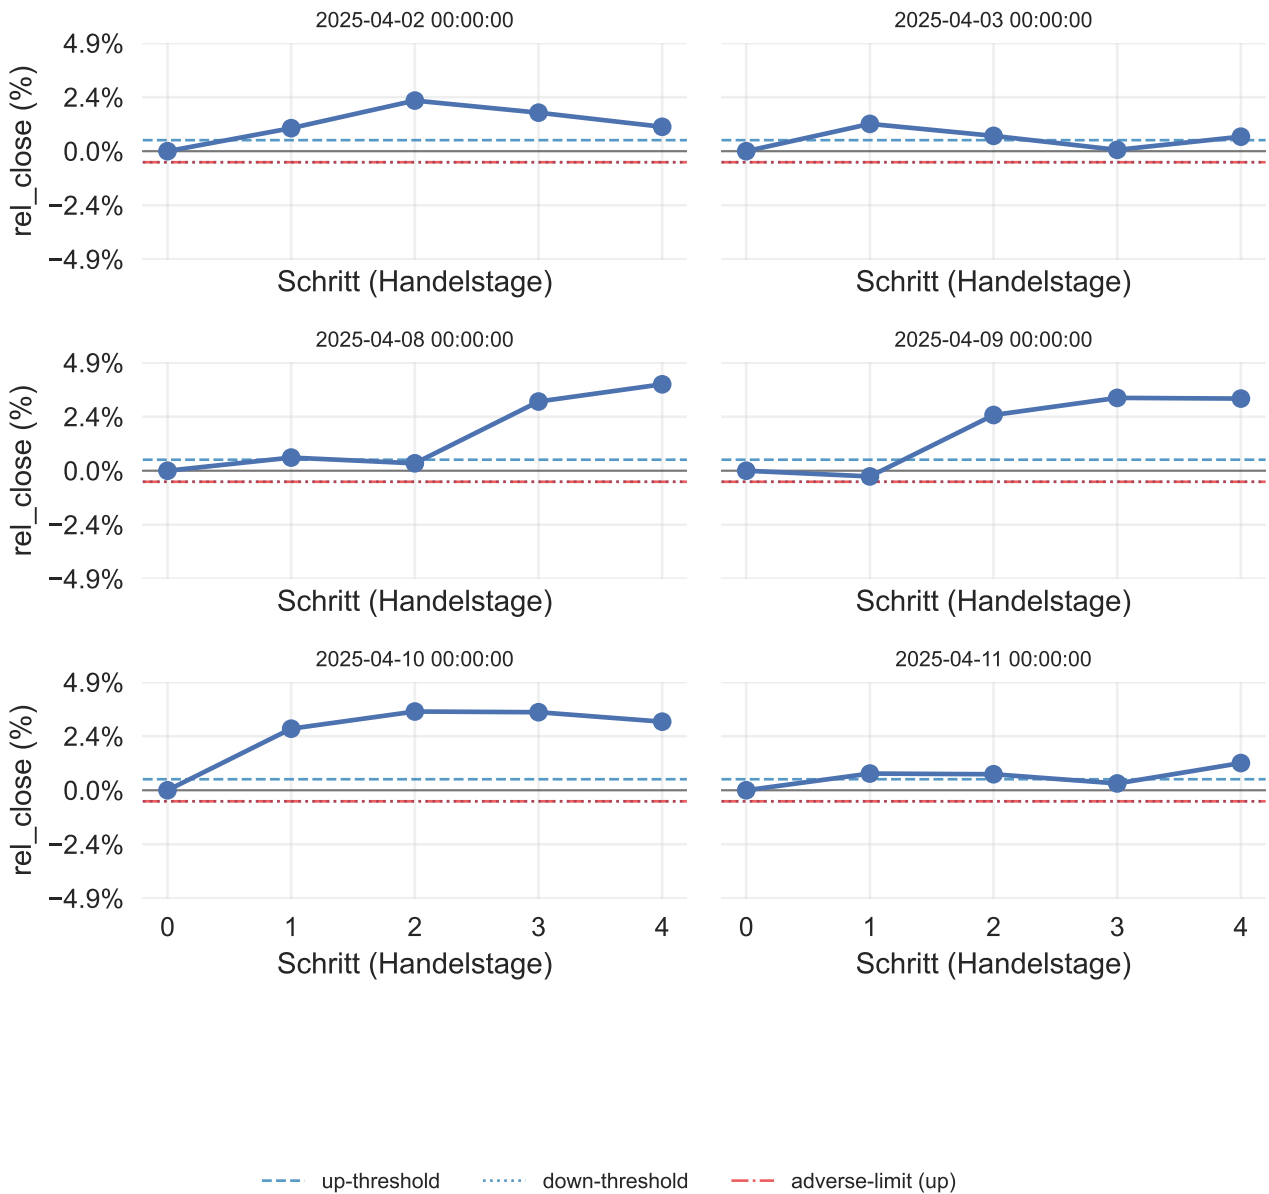 2025-04-02 00:00:00
2025-04-03 00:00:00
rel_close (%)
4.9%
2.4%
0.0%
−2.4%
−4.9%
Schritt (Handelstage)
Schritt (Handelstage)
2025-04-08 00:00:00
2025-04-09 00:00:00
rel_close (%)
4.9%
2.4%
0.0%
−2.4%
−4.9%
Schritt (Handelstage)
Schritt (Handelstage)
2025-04-10 00:00:00
2025-04-11 00:00:00
rel_close (%)
4.9%
2.4%
0.0%
−2.4%
−4.9%
0 1 2 3 4
0 1 2 3 4
Schritt (Handelstage)
Schritt (Handelstage)
up-threshold
down-threshold
adverse-limit (up)